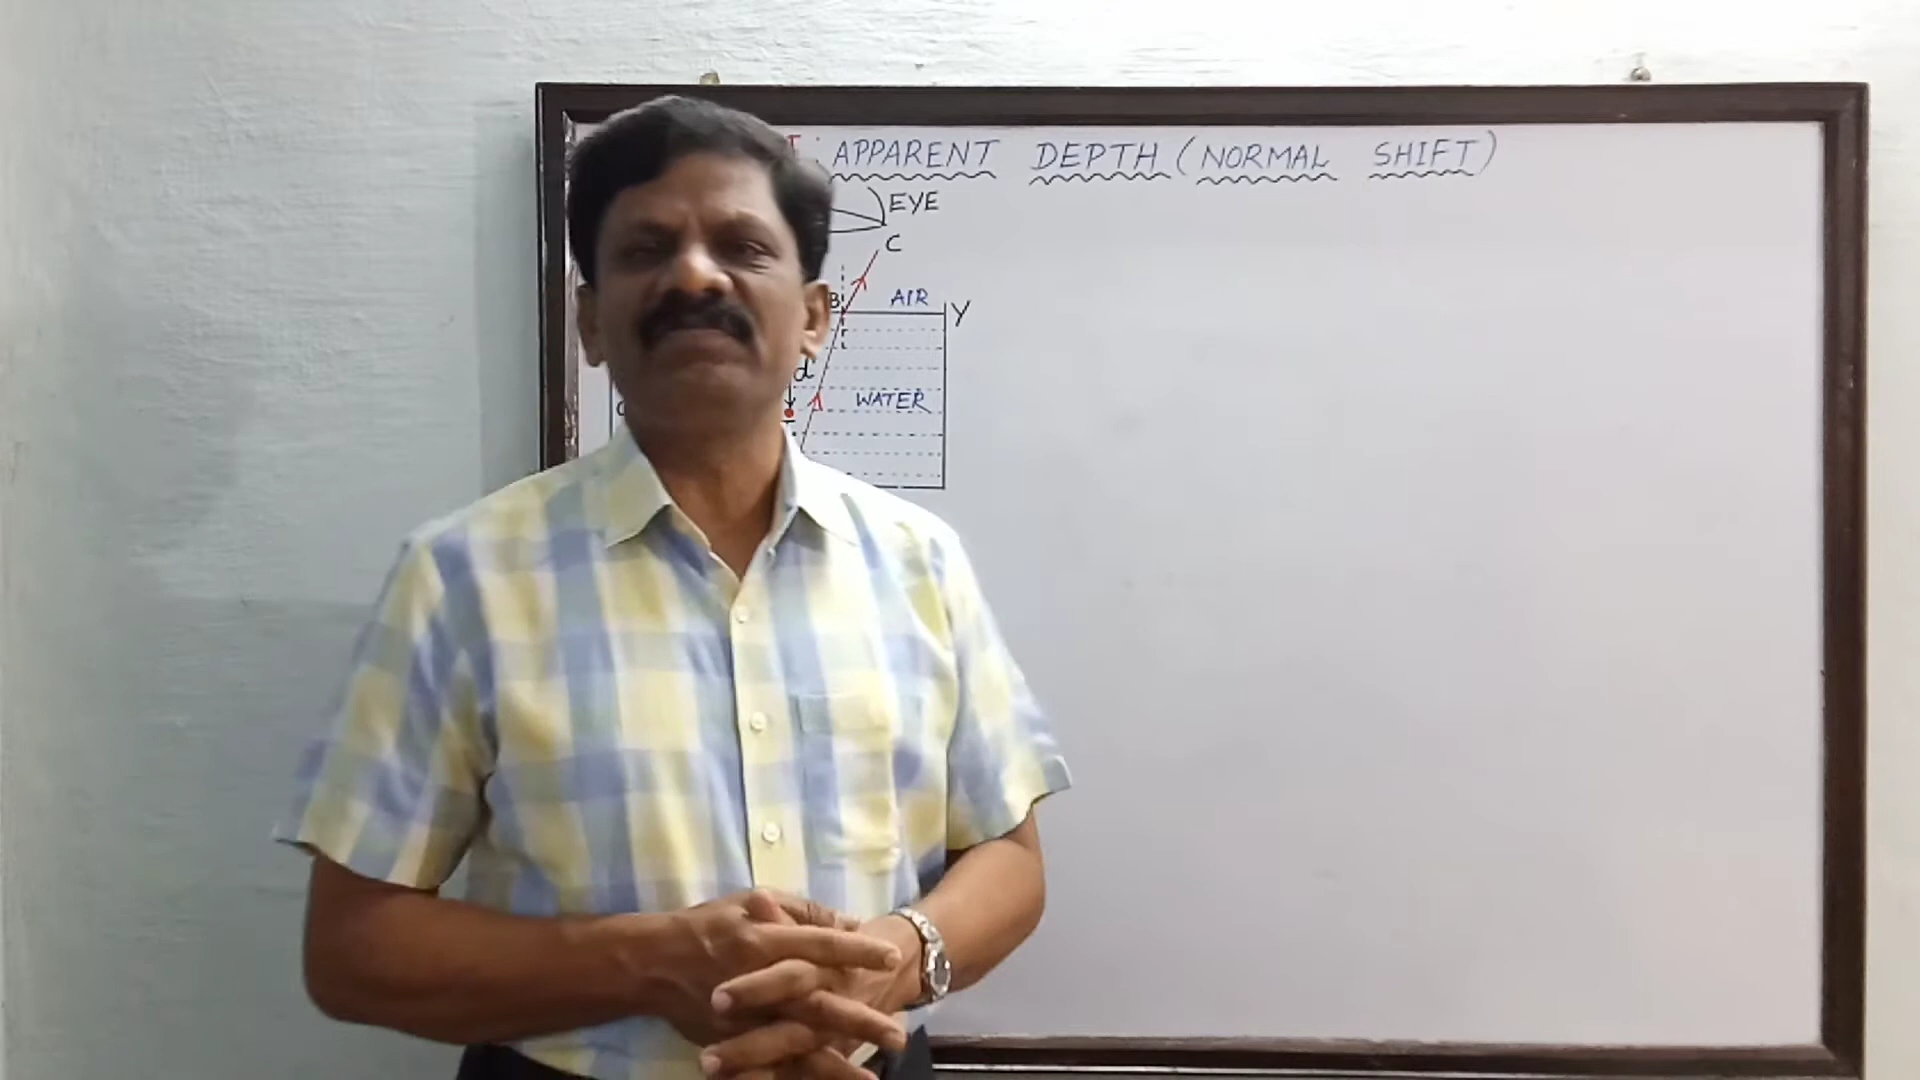 : APPARENT DEPTH (NORMAL SHIFT)
EYE
C
B AIR Y
d
WATER